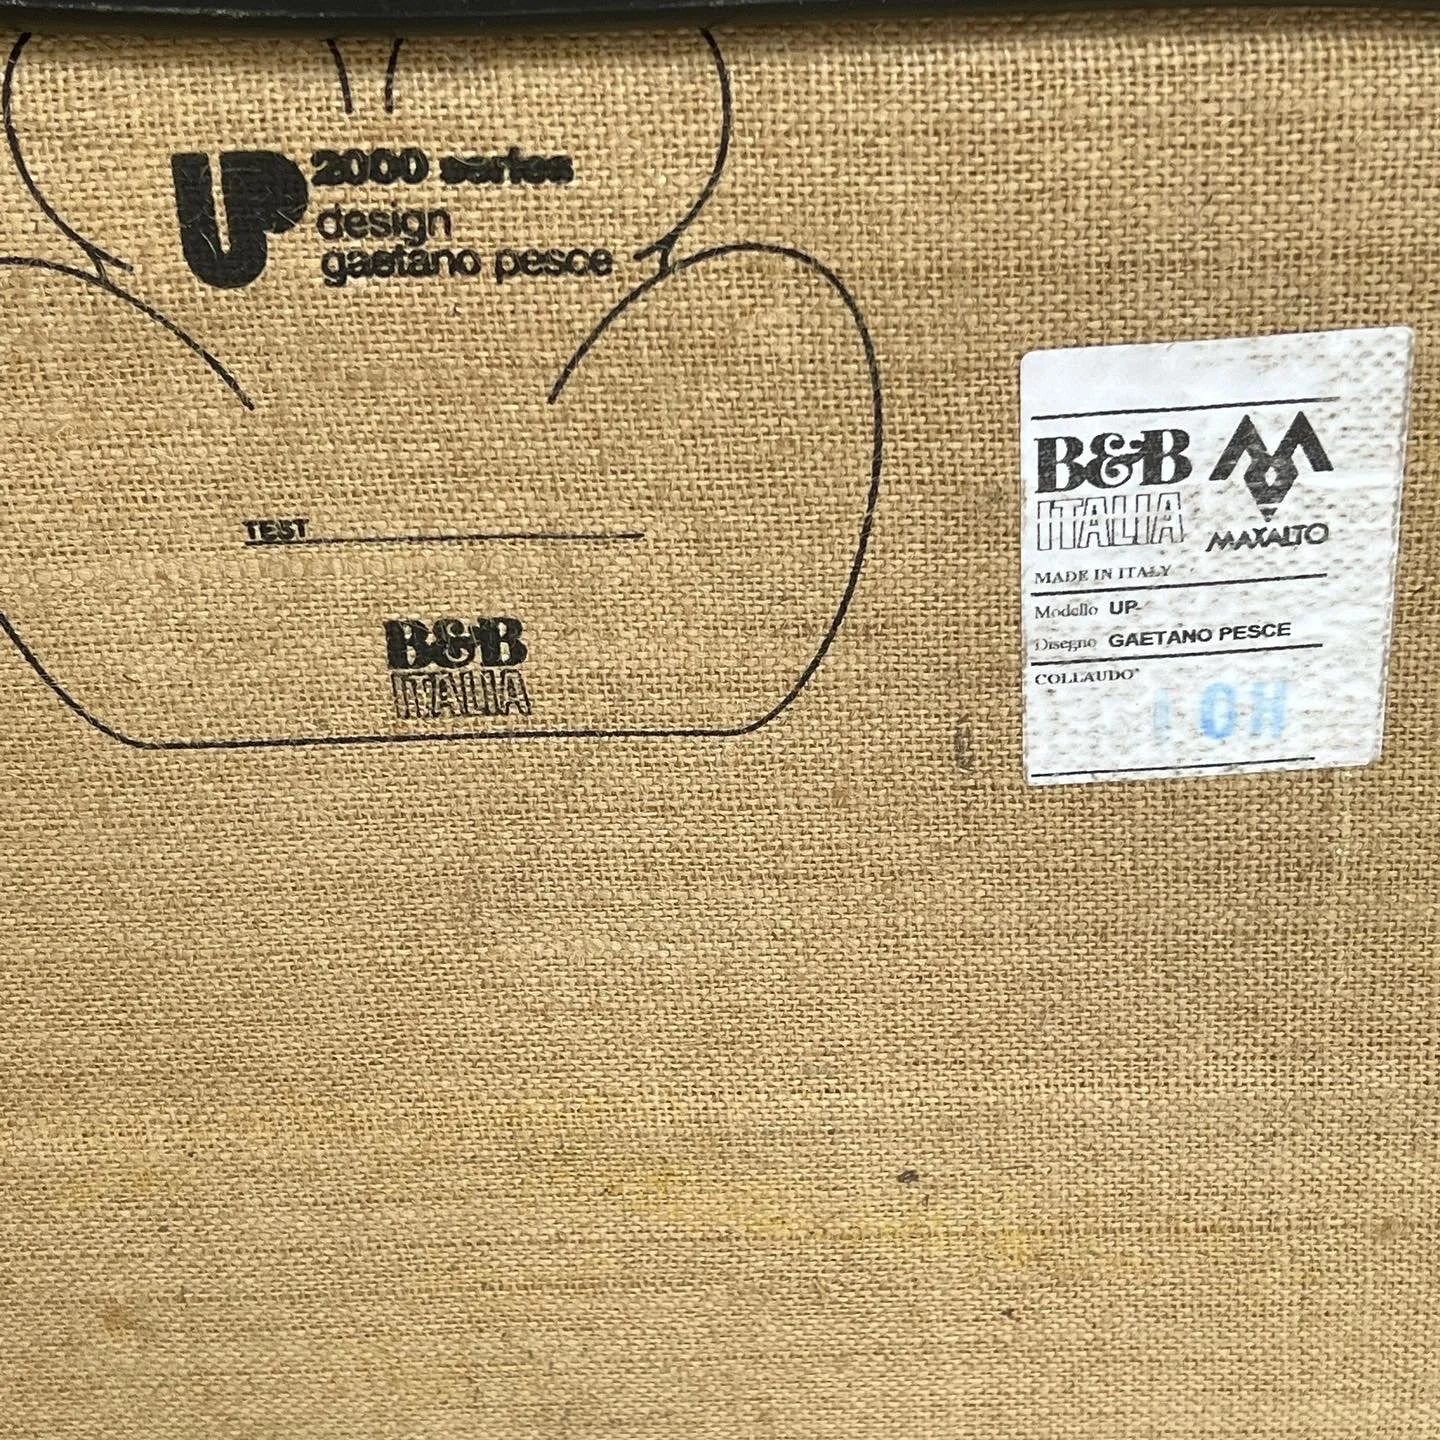 UP 2000 series
design
gaetano pesce
TEST
B&B
ITALIA
B&B
ITALIA
MAXALTO
MADE IN ITALY
Modello UP-
Disegno GAETANO PESCE
COLLAUDO